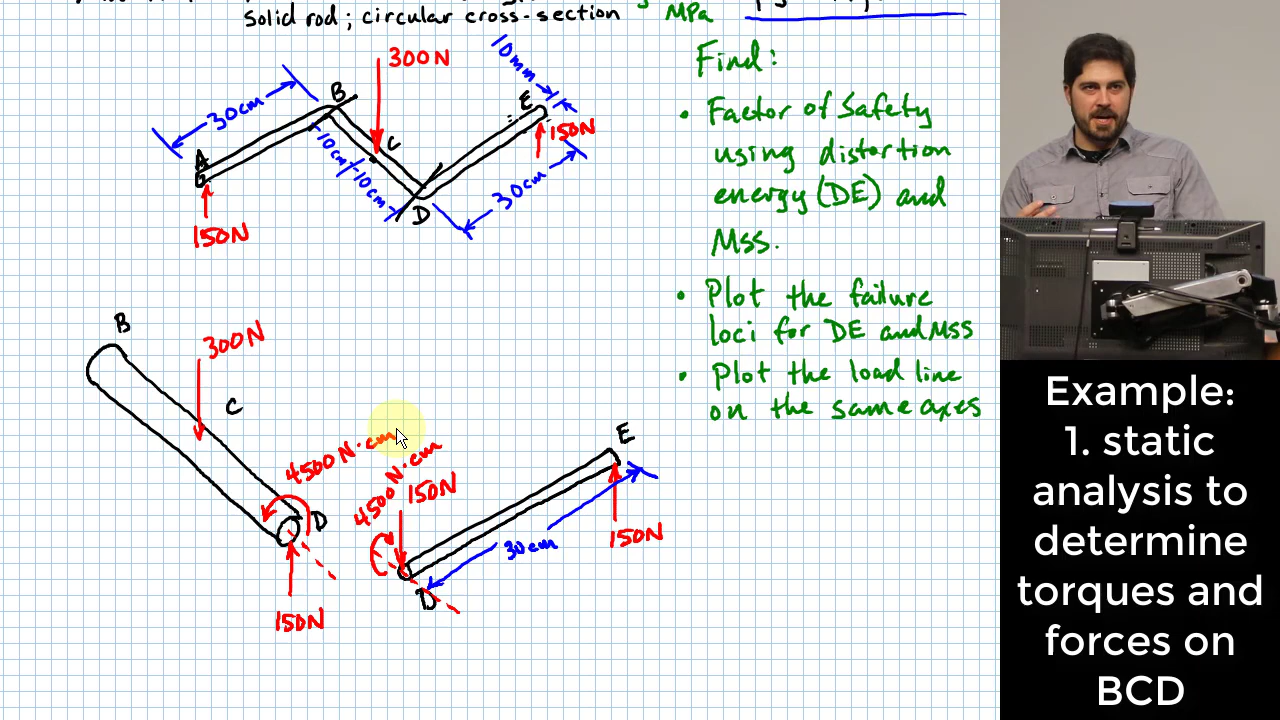 Solid rod; circular cross-section
MPa
300N
30cm
A
B
10cm
10cm
C
D
E
10mm
150N
30cm
150N
Find:
• Factor of Safety
using distortion
energy (DE) and
MSS.
• Plot the failure
loci for DE and MSS
• Plot the load line
on the same axes
B
300N
C
4500 N·cm
D
150N
4500 N·cm
150N
D
30cm
E
150N
Example:
1. static
analysis to
determine
torques and
forces on
BCD